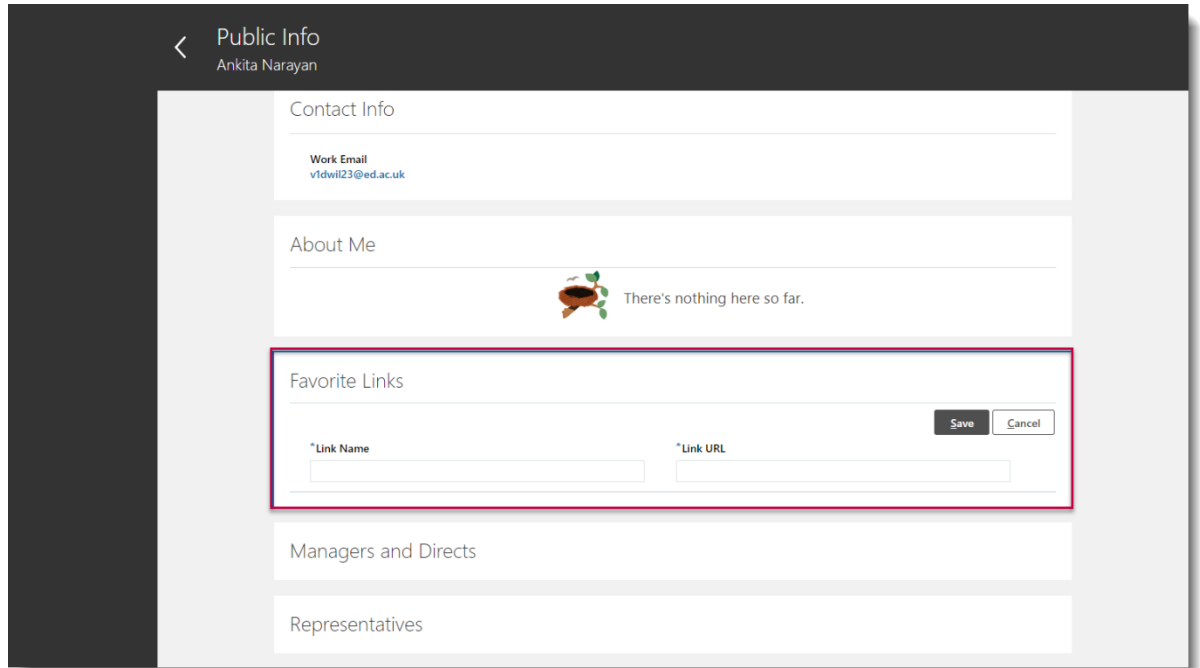 Public Info
Ankita Narayan
Contact Info
Work Email
v1dwil23@ed.ac.uk
About Me
There's nothing here so far.
Favorite Links
Save Cancel
*Link Name *Link URL
Managers and Directs
Representatives